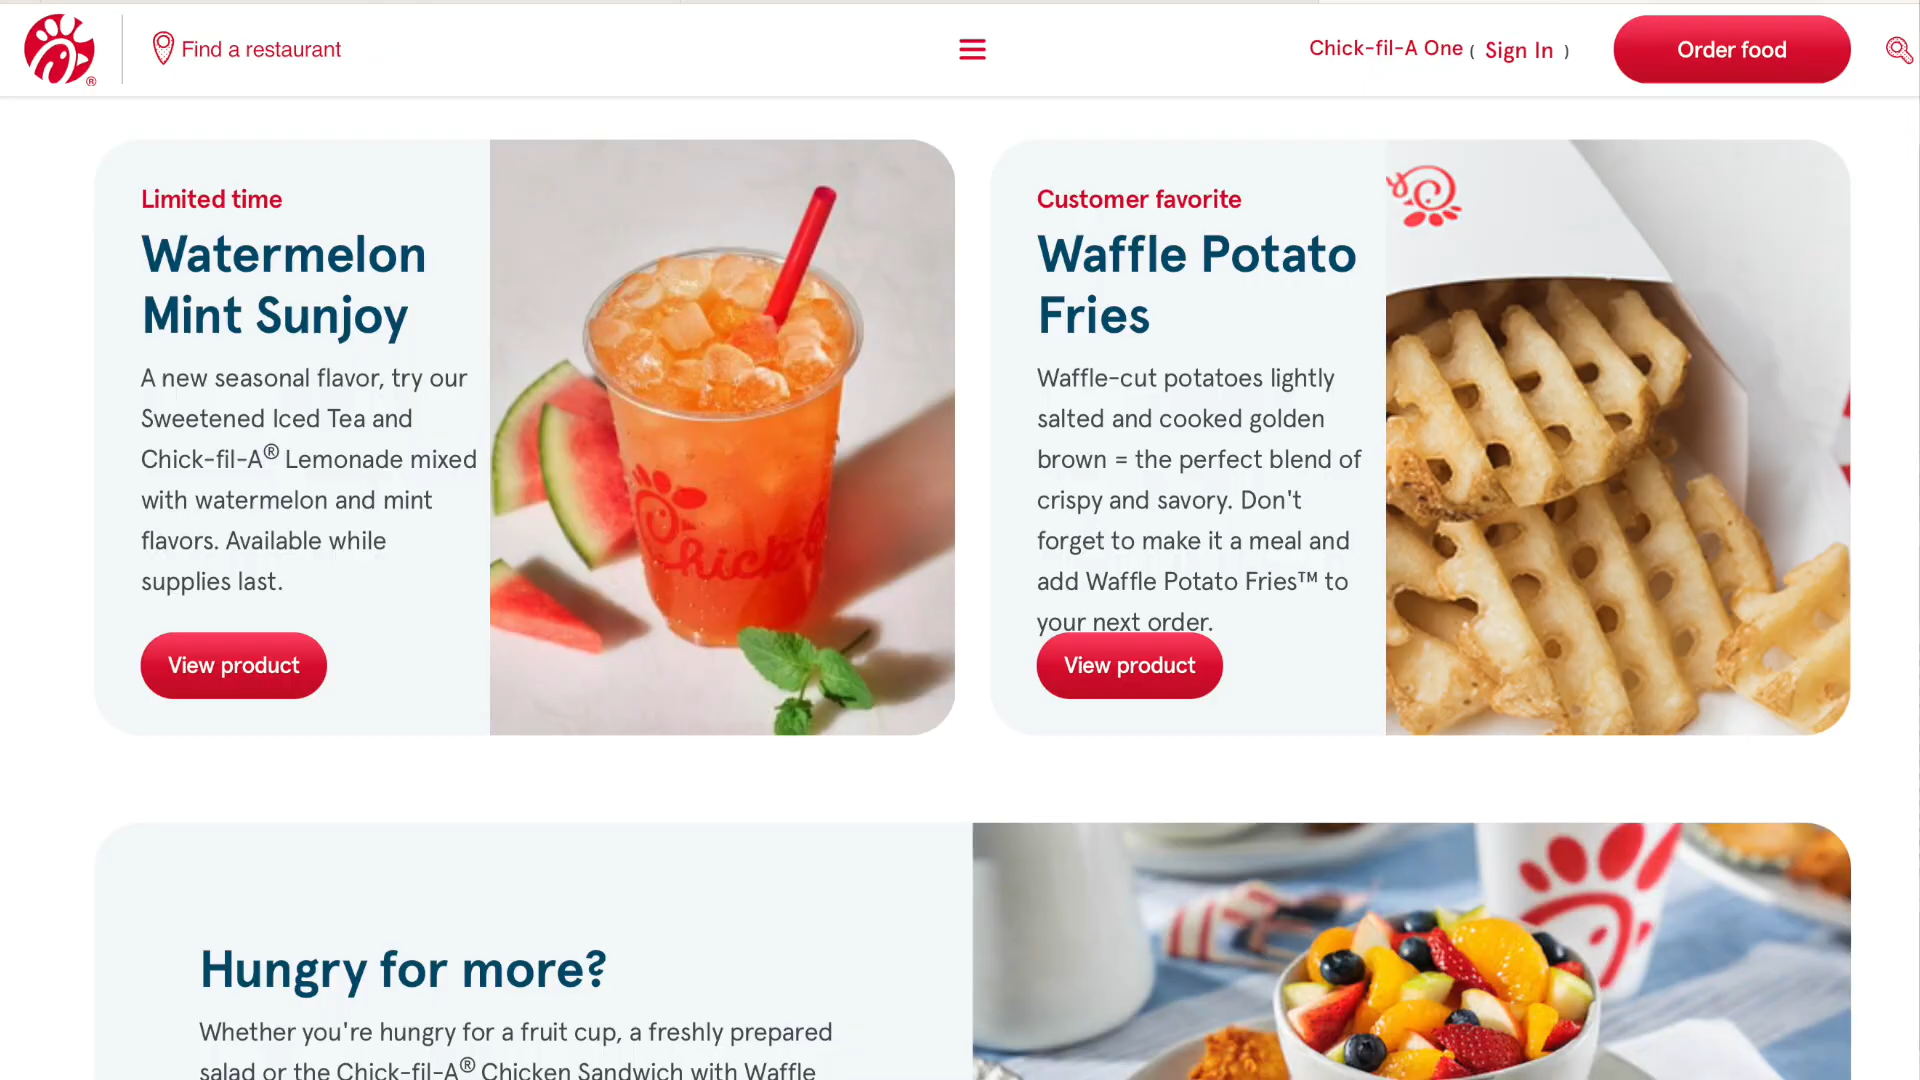 Find a restaurant
Chick-fil-A One ( Sign In )
Order food
Limited time
Watermelon
Mint Sunjoy
A new seasonal flavor, try our
Sweetened Iced Tea and
Chick-fil-A® Lemonade mixed
with watermelon and mint
flavors. Available while
supplies last.
View product
Chick-f
Customer favorite
Waffle Potato
Fries
Waffle-cut potatoes lightly
salted and cooked golden
brown = the perfect blend of
crispy and savory. Don't
forget to make it a meal and
add Waffle Potato Fries™ to
your next order.
View product
Hungry for more?
Whether you're hungry for a fruit cup, a freshly prepared
salad or the Chick-fil-A® Chicken Sandwich with Waffle